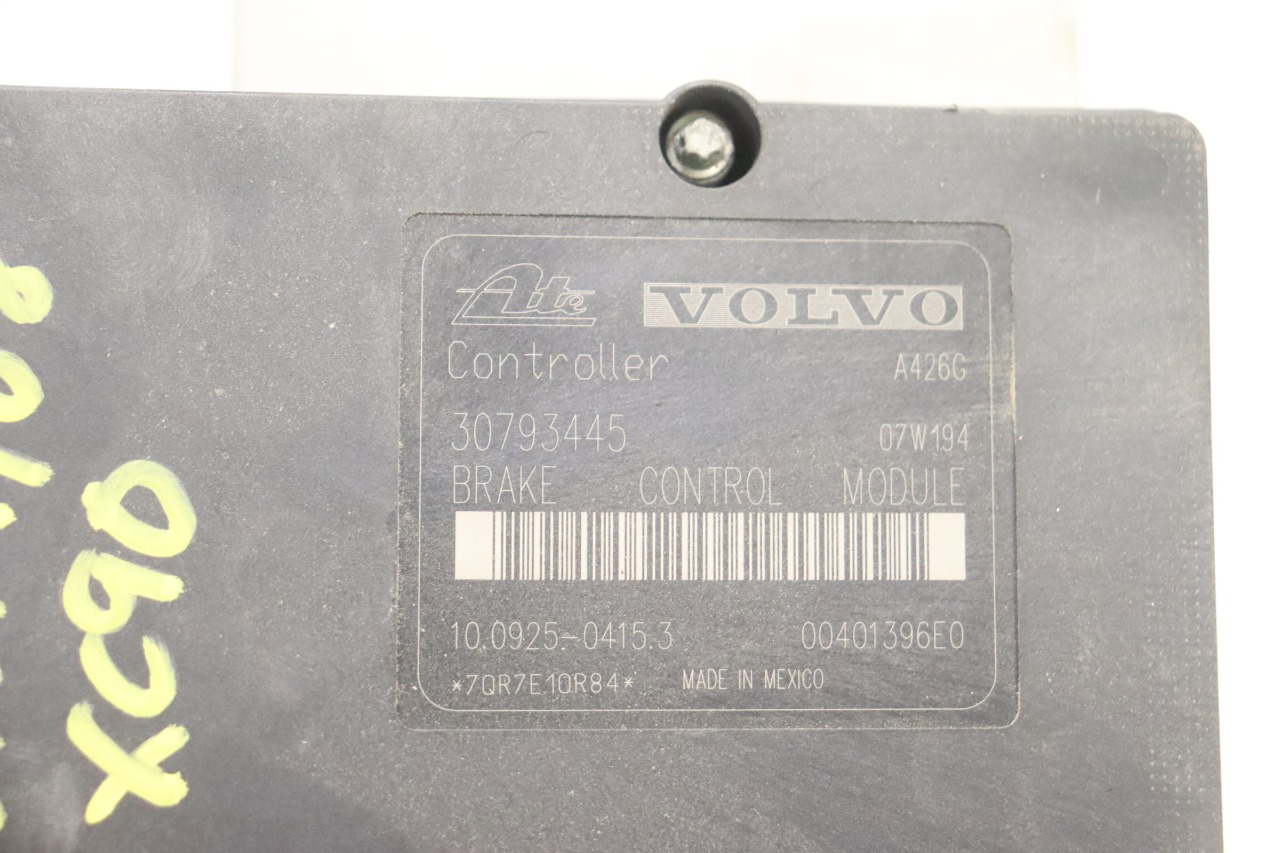 Ate VOLVO
Controller A426G
30793445 07W194
BRAKE CONTROL MODULE
10.0925-0415.3 00401396E0
*7QR7E10R84* MADE IN MEXICO
XC90